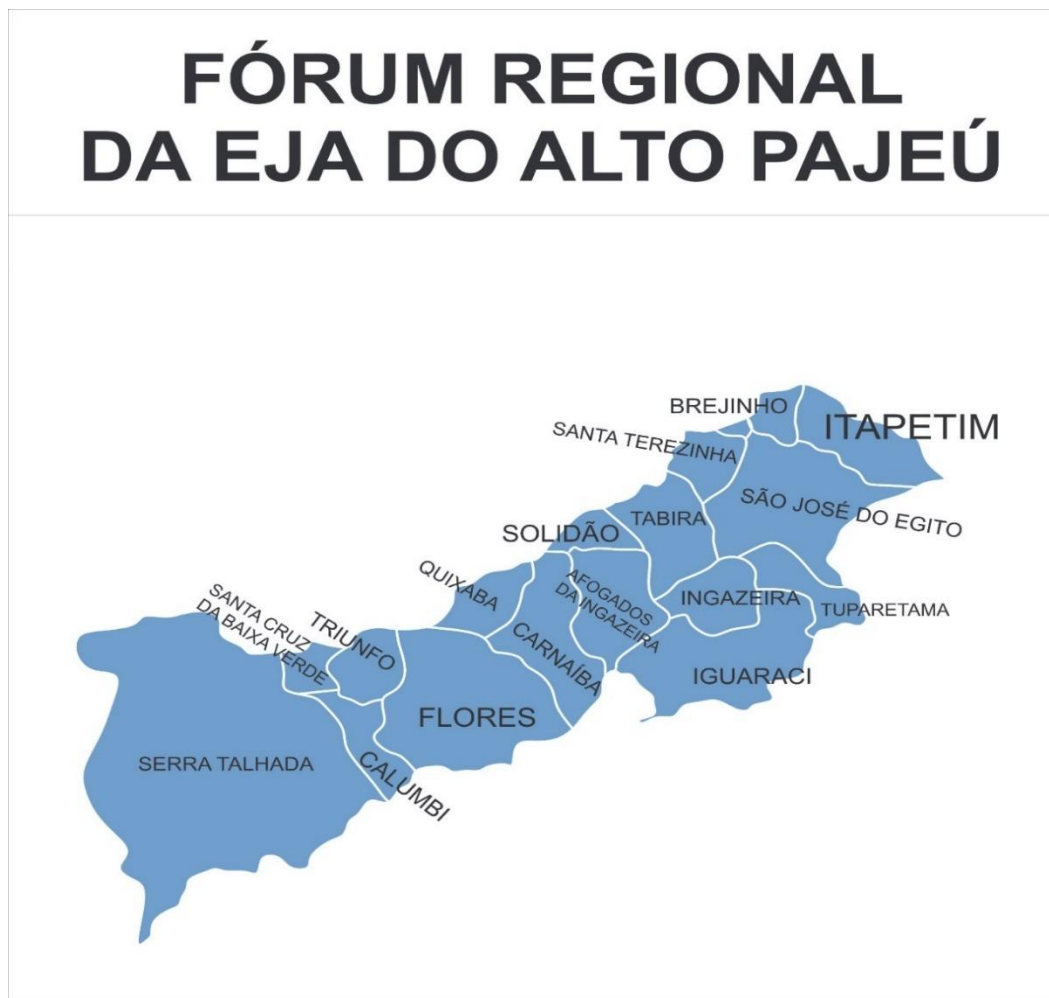 FÓRUM REGIONAL
DA EJA DO ALTO PAJEÚ
BREJINHO
ITAPETIM
SANTA TEREZINHA
SÃO JOSÉ DO EGITO
TABIRA
SOLIDÃO
QUIXABA
AFOGADOS
DA INGAZEIRA
INGAZEIRA
TUPARETAMA
SANTA CRUZ
DA BAIXA VERDE
TRIUNFO
CARNAÍBA
IGUARACI
FLORES
SERRA TALHADA
CALUMBI